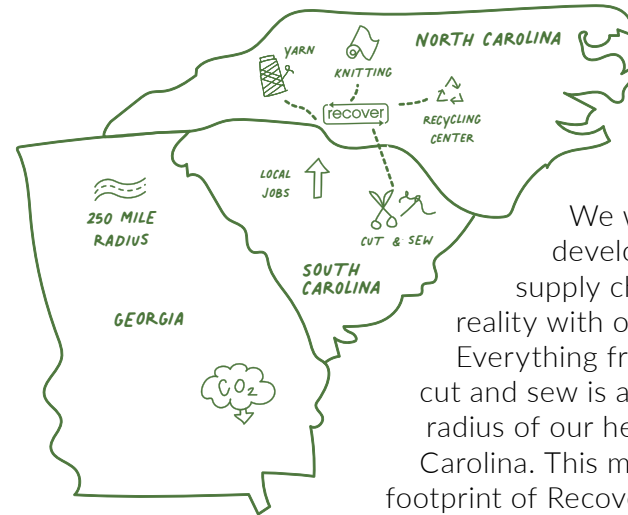 YARN
KNITTING
NORTH CAROLINA
recover
RECYCLING
CENTER
LOCAL
JOBS
250 MILE
RADIUS
CUT & SEW
SOUTH
CAROLINA
GEORGIA
CO2
We
develo
supply c
reality with o
Everything fr
cut and sew is a
radius of our he
Carolina. This m
footprint of Recov